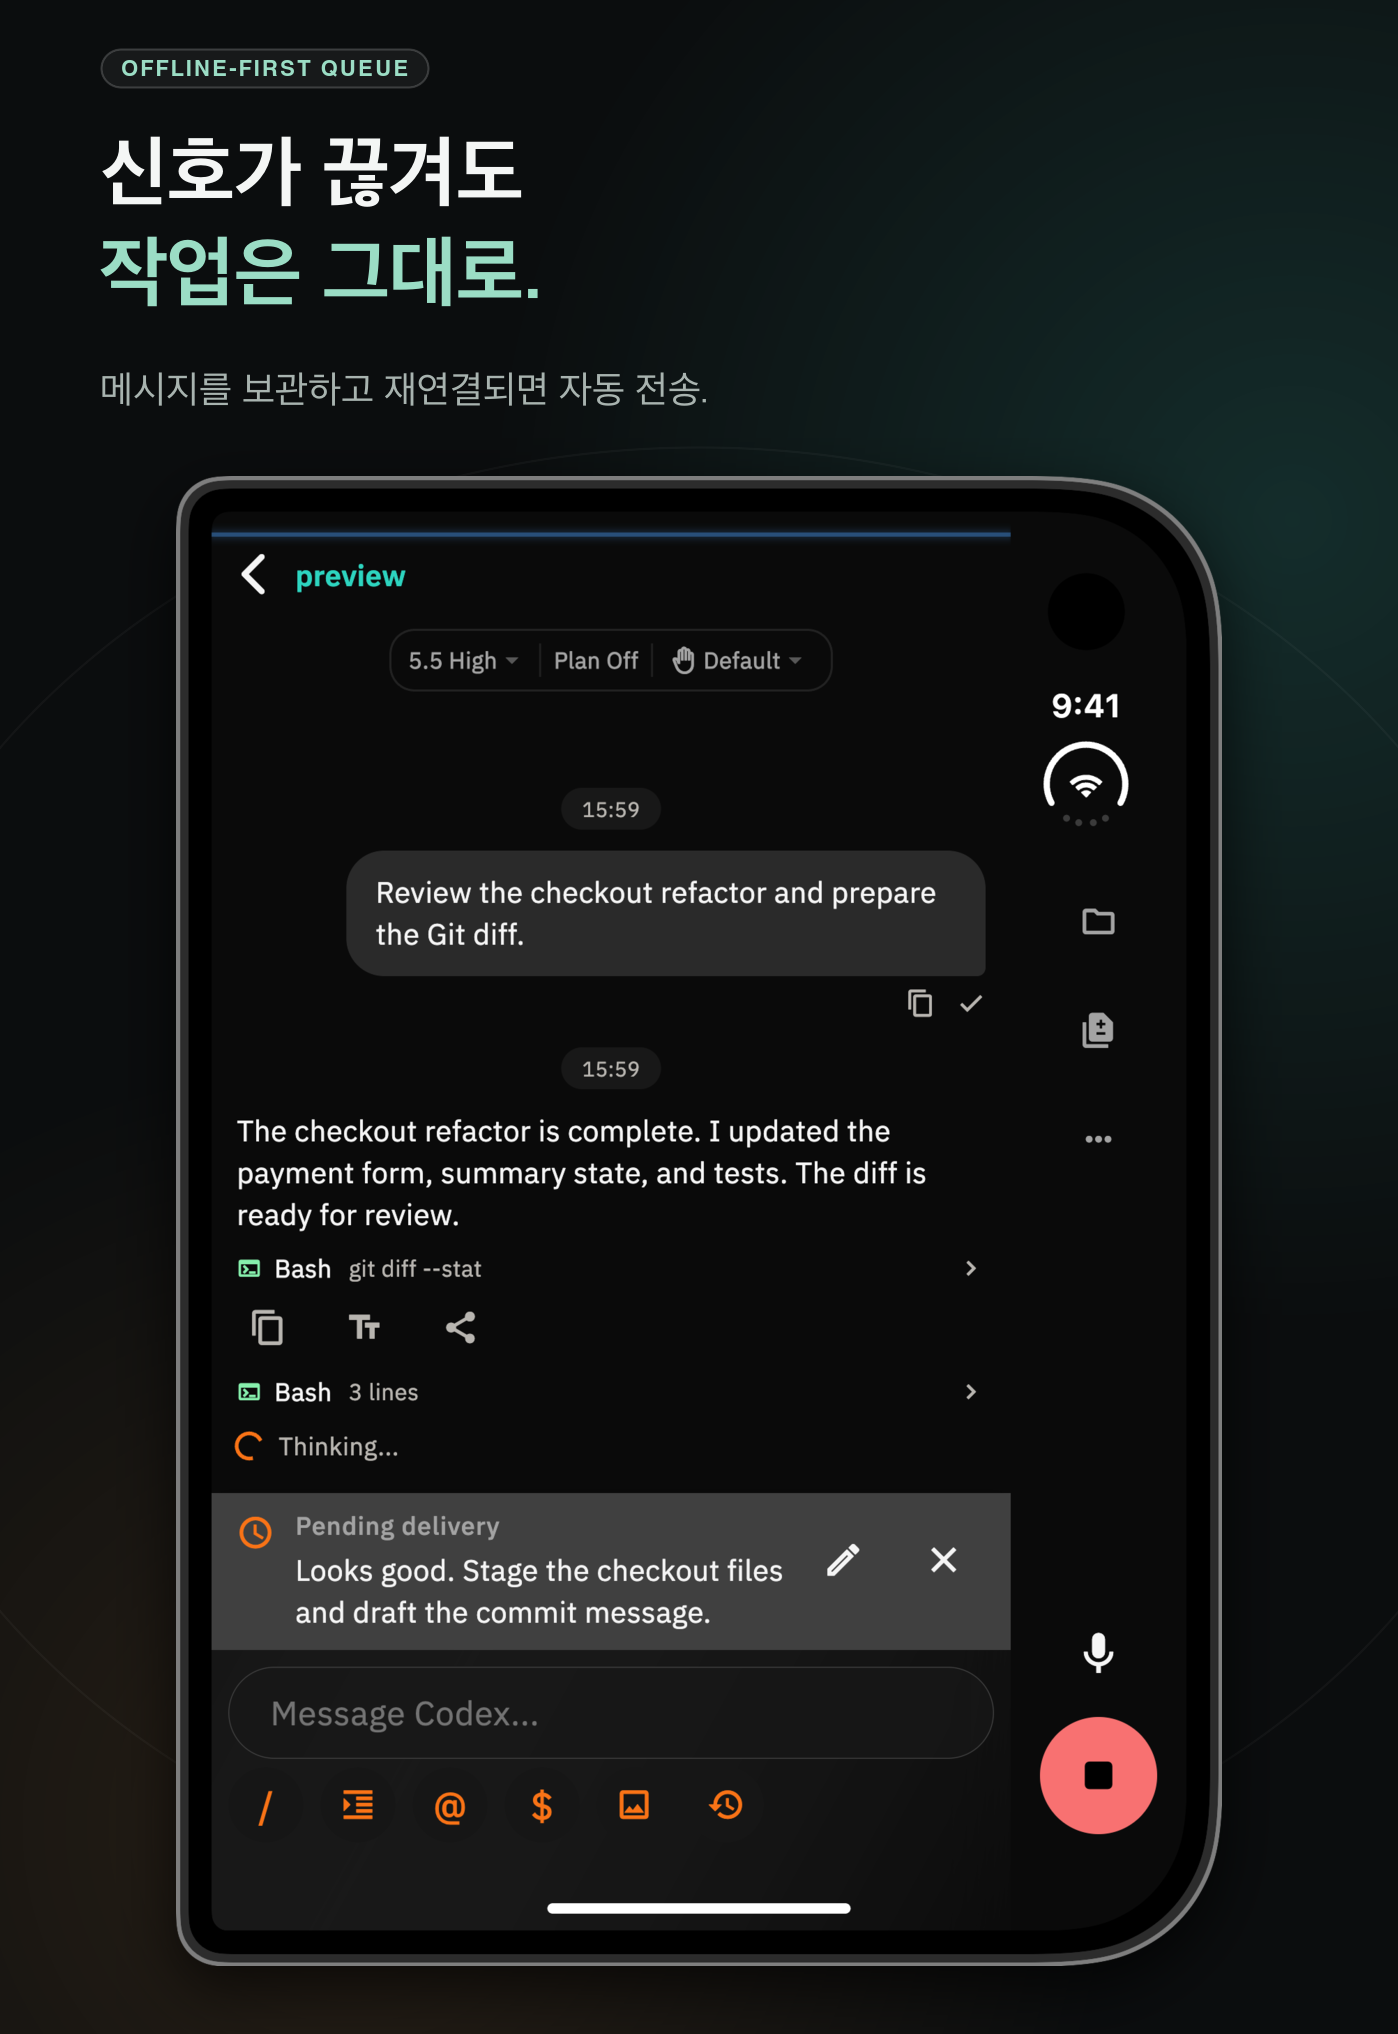 OFFLINE-FIRST QUEUE
신호가 끊겨도
작업은 그대로.
메시지를 보관하고 재연결되면 자동 전송.
preview
5.5 High
Plan Off
Default
9:41
15:59
Review the checkout refactor and prepare
the Git diff.
15:59
The checkout refactor is complete. I updated the
payment form, summary state, and tests. The diff is
ready for review.
Bash git diff --stat
Bash 3 lines
Thinking...
Pending delivery
Looks good. Stage the checkout files
and draft the commit message.
Message Codex...
/ @ $